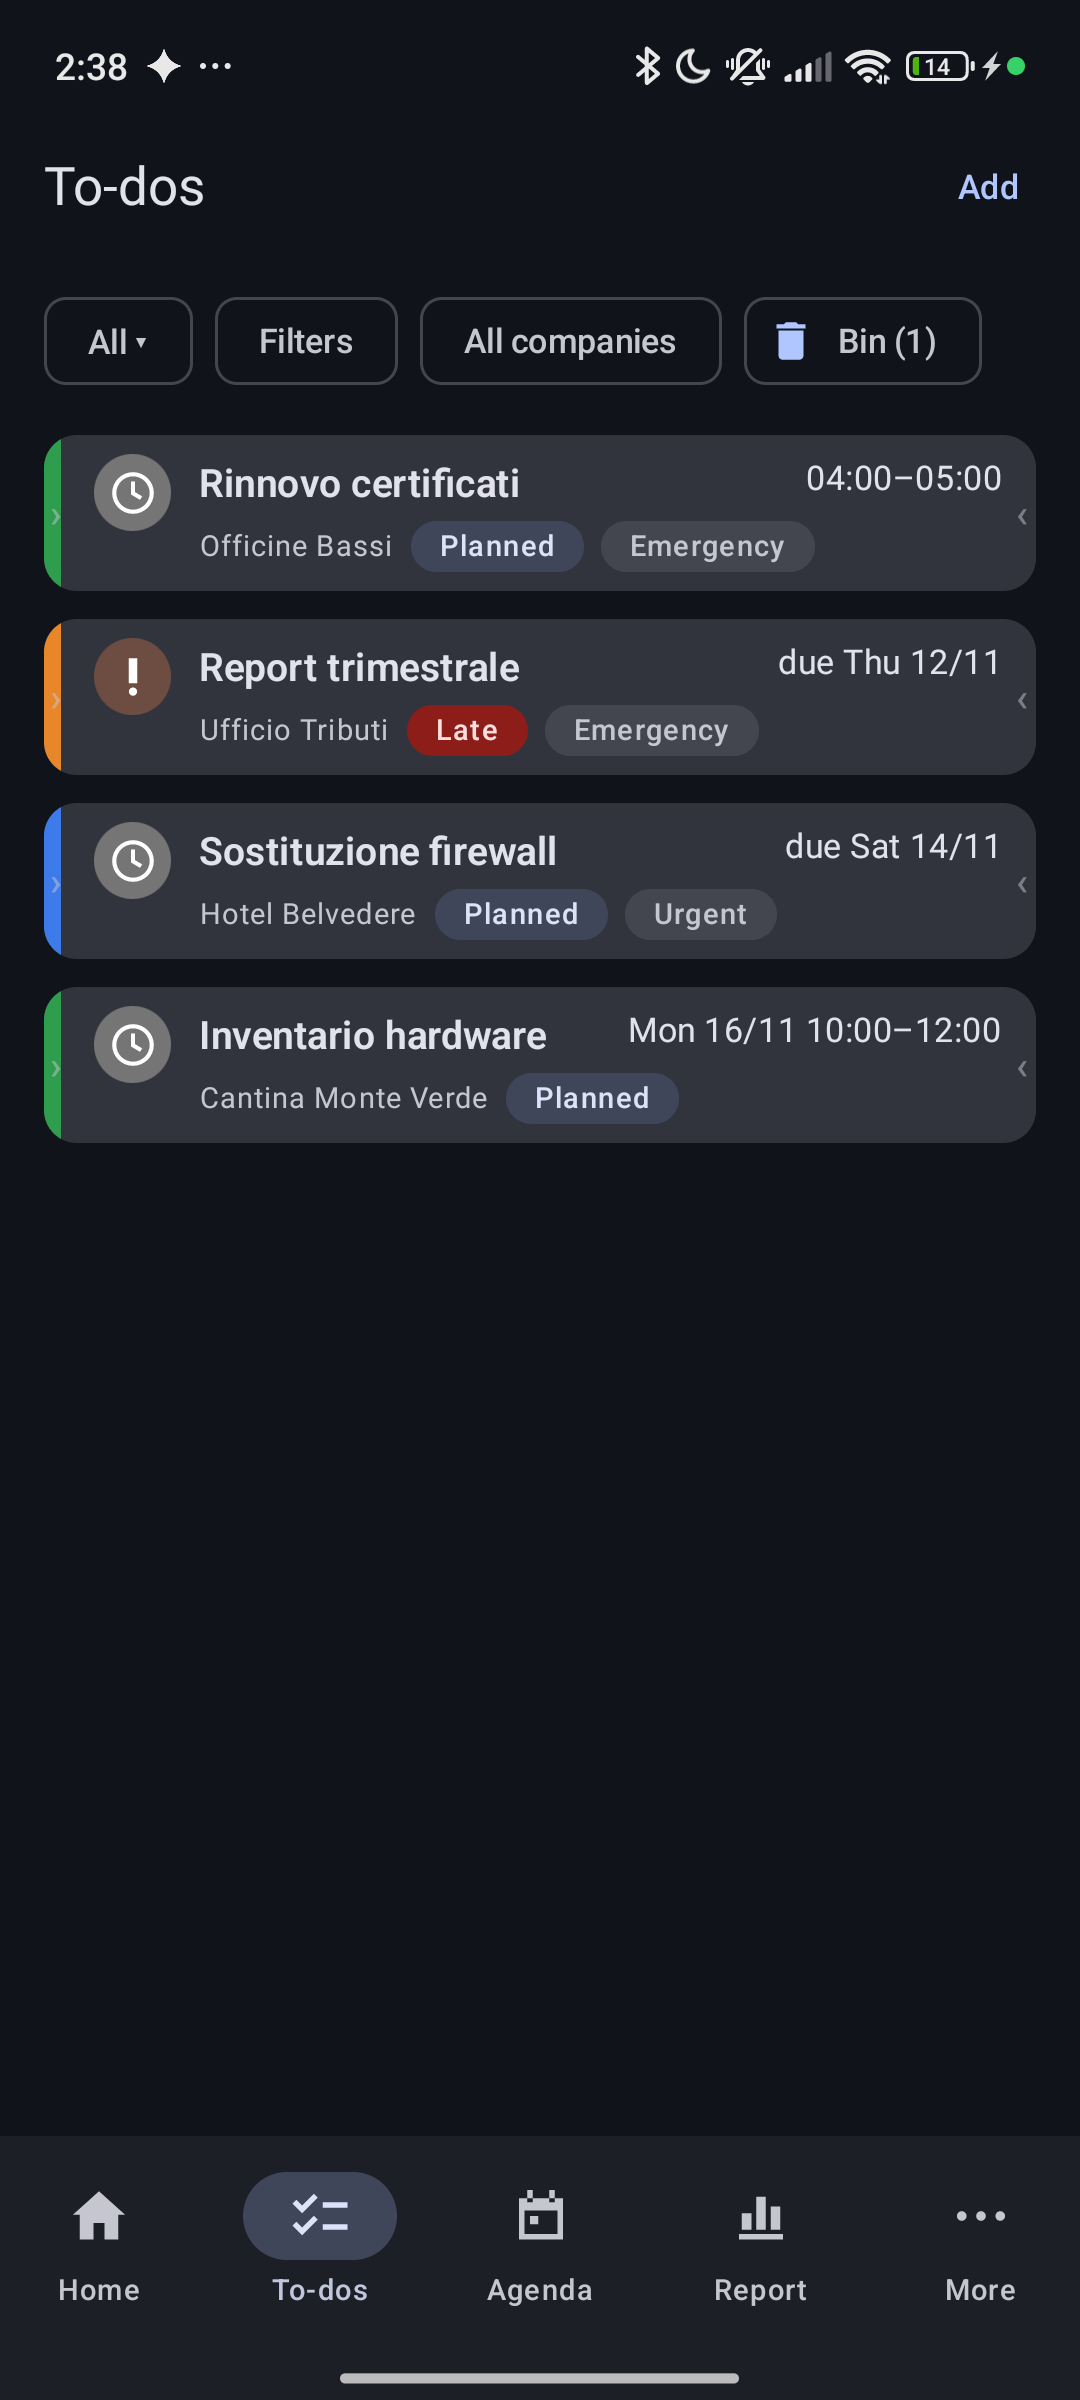 2:38
14
To-dos
Add
All ▾
Filters
All companies
Bin (1)
Rinnovo certificati
04:00–05:00
Officine Bassi
Planned
Emergency
Report trimestrale
due Thu 12/11
Ufficio Tributi
Late
Emergency
Sostituzione firewall
due Sat 14/11
Hotel Belvedere
Planned
Urgent
Inventario hardware
Mon 16/11 10:00–12:00
Cantina Monte Verde
Planned
Home
To-dos
Agenda
Report
More